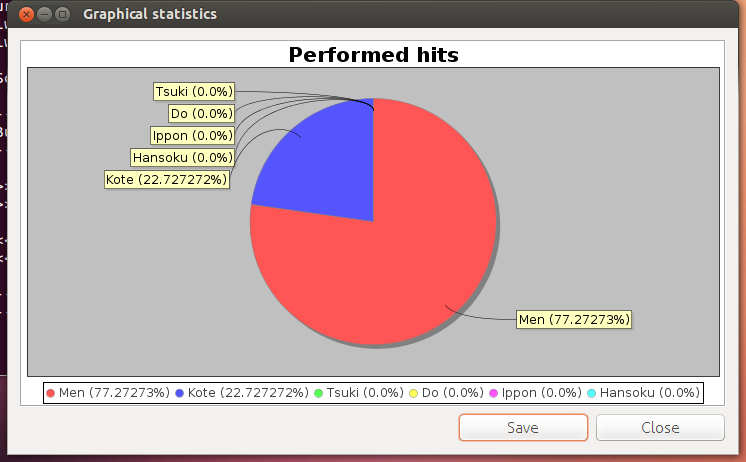 Graphical statistics
Performed hits
Tsuki (0.0%)
Do (0.0%)
Ippon (0.0%)
Hansoku (0.0%)
Kote (22.727272%)
Men (77.27273%)
Men (77.27273%) Kote (22.727272%) Tsuki (0.0%) Do (0.0%) Ippon (0.0%) Hansoku (0.0%)
Save Close